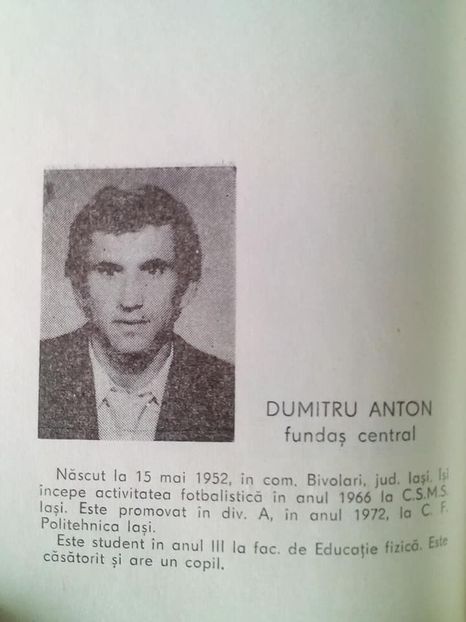 DUMITRU ANTON
fundaș central
Născut la 15 mai 1952, în com. Bivolari, jud. Iași. Își
începe activitatea fotbalistică în anul 1966 la C.S.M.S.
Iași. Este promovat în div. A, în anul 1972, la C. F.
Politehnica Iași.
Este student în anul III la fac. de Educație fizică. Este
căsătorit și are un copil.